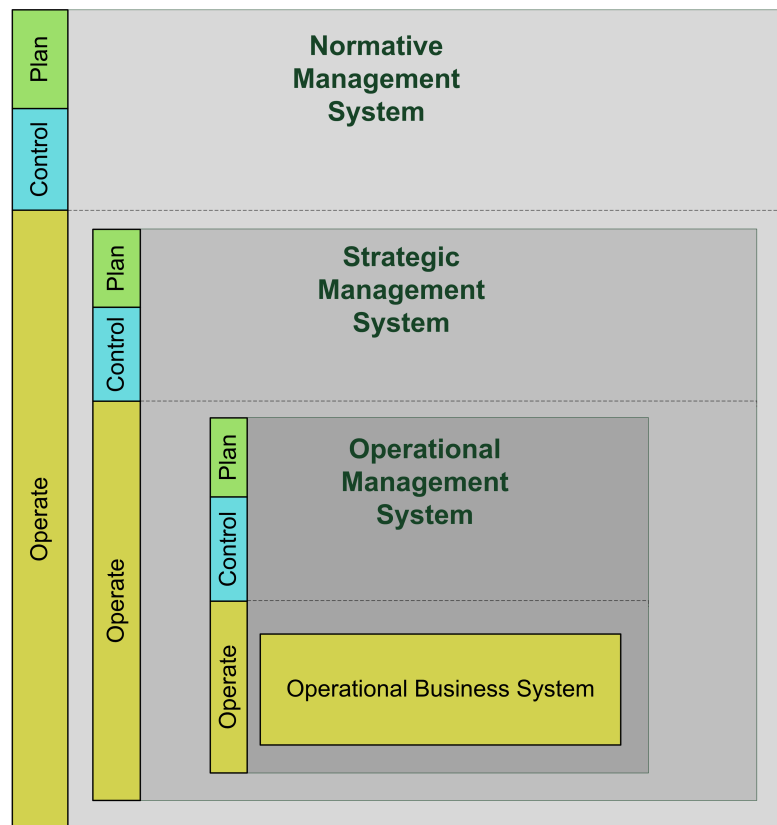 Plan
Normative
Management
System
Control
Operate
Plan
Strategic
Management
System
Control
Operate
Plan
Operational
Management
System
Control
Operate
Operational Business System